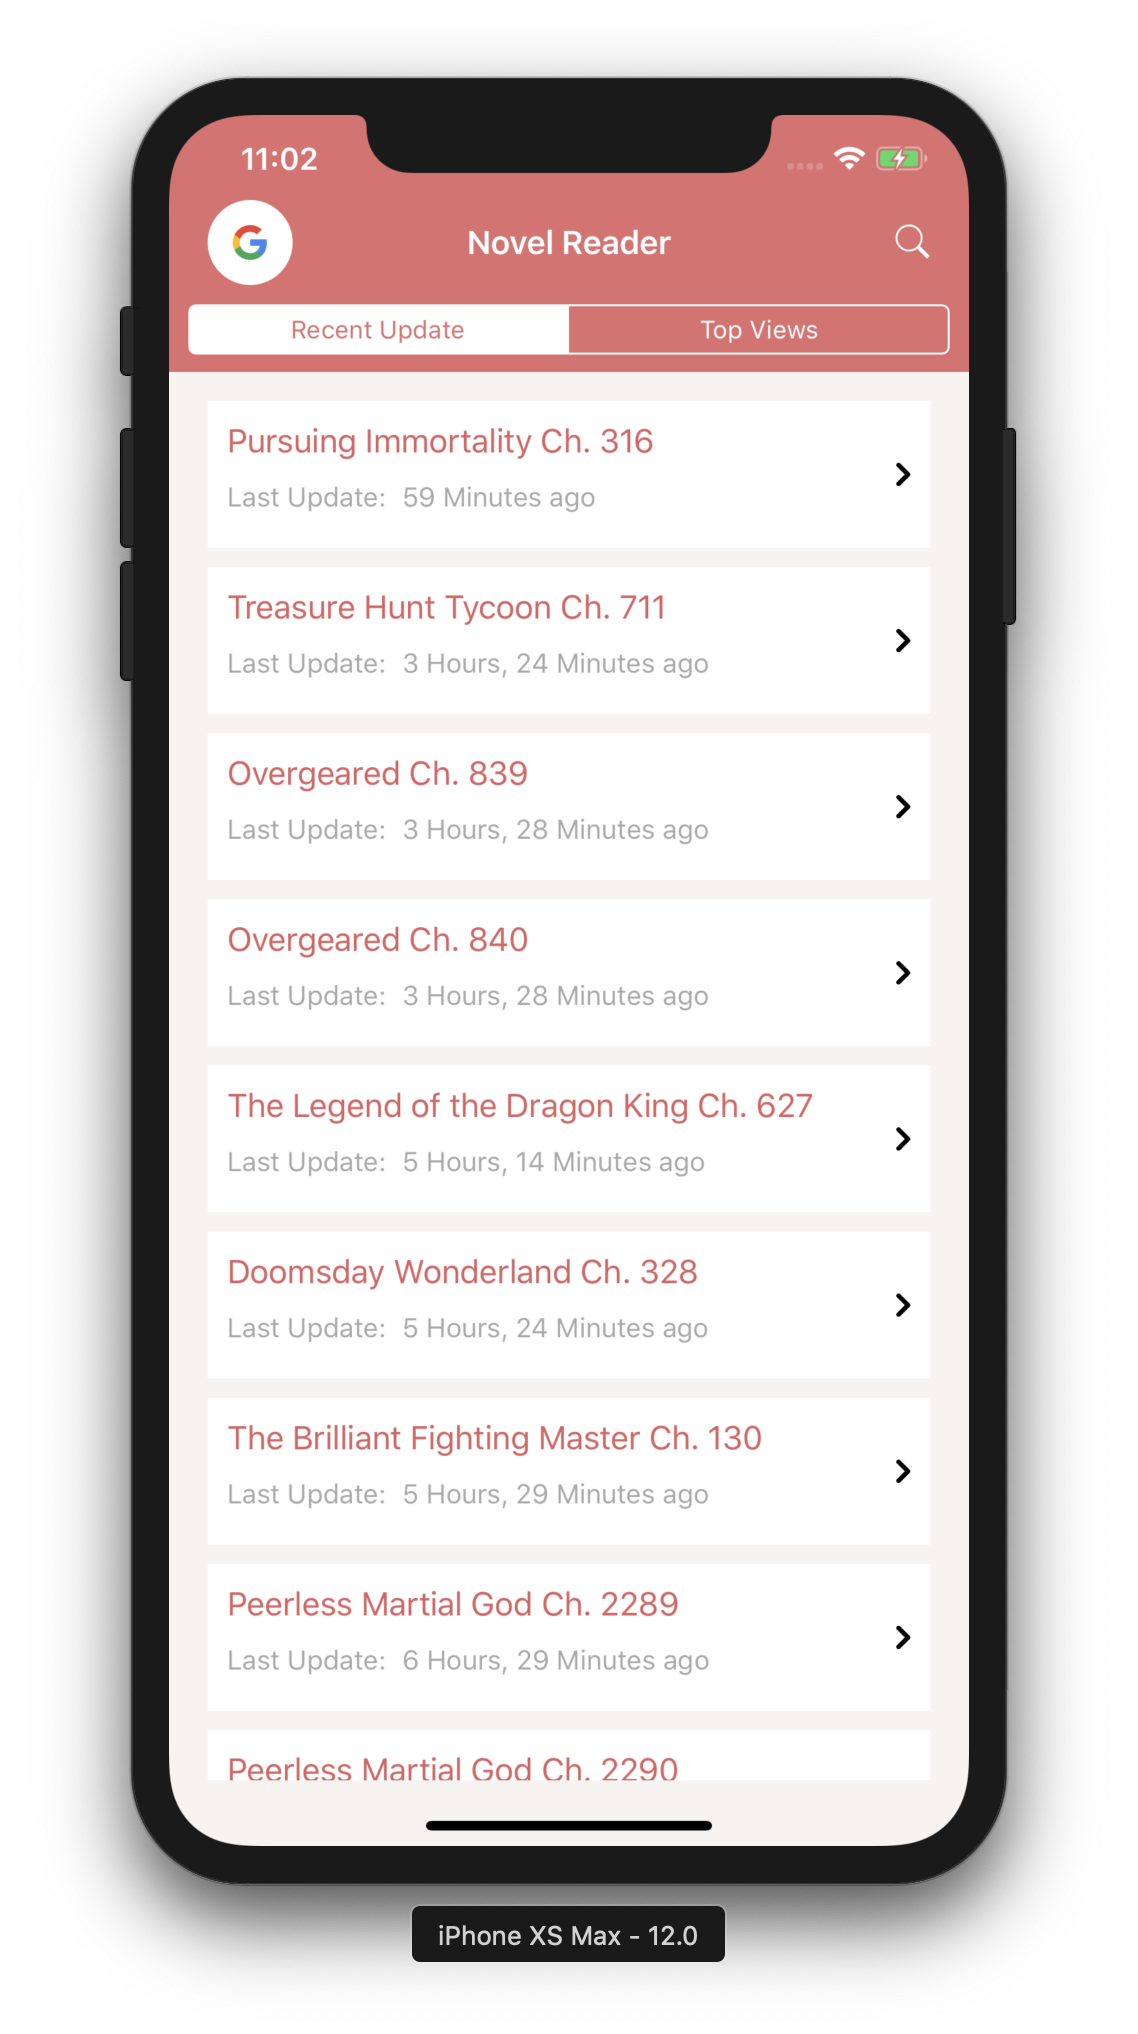 11:02
Novel Reader
Recent Update
Top Views
Pursuing Immortality Ch. 316
Last Update: 59 Minutes ago
Treasure Hunt Tycoon Ch. 711
Last Update: 3 Hours, 24 Minutes ago
Overgeared Ch. 839
Last Update: 3 Hours, 28 Minutes ago
Overgeared Ch. 840
Last Update: 3 Hours, 28 Minutes ago
The Legend of the Dragon King Ch. 627
Last Update: 5 Hours, 14 Minutes ago
Doomsday Wonderland Ch. 328
Last Update: 5 Hours, 24 Minutes ago
The Brilliant Fighting Master Ch. 130
Last Update: 5 Hours, 29 Minutes ago
Peerless Martial God Ch. 2289
Last Update: 6 Hours, 29 Minutes ago
Peerless Martial God Ch. 2290
iPhone XS Max - 12.0